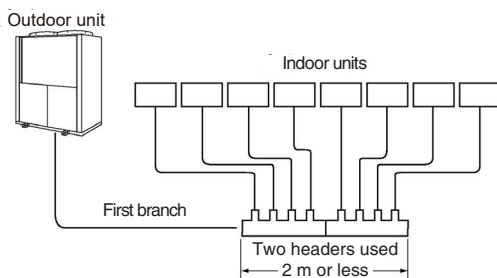 Outdoor unit
Indoor units
First branch
Two headers used
2 m or less